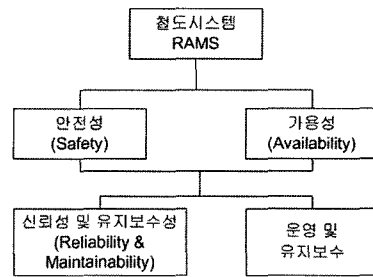 철도시스템
RAMS
안전성
(Safety)
가용성
(Availability)
신뢰성 및 유지보수성
(Reliability &
Maintainability)
운영 및
유지보수